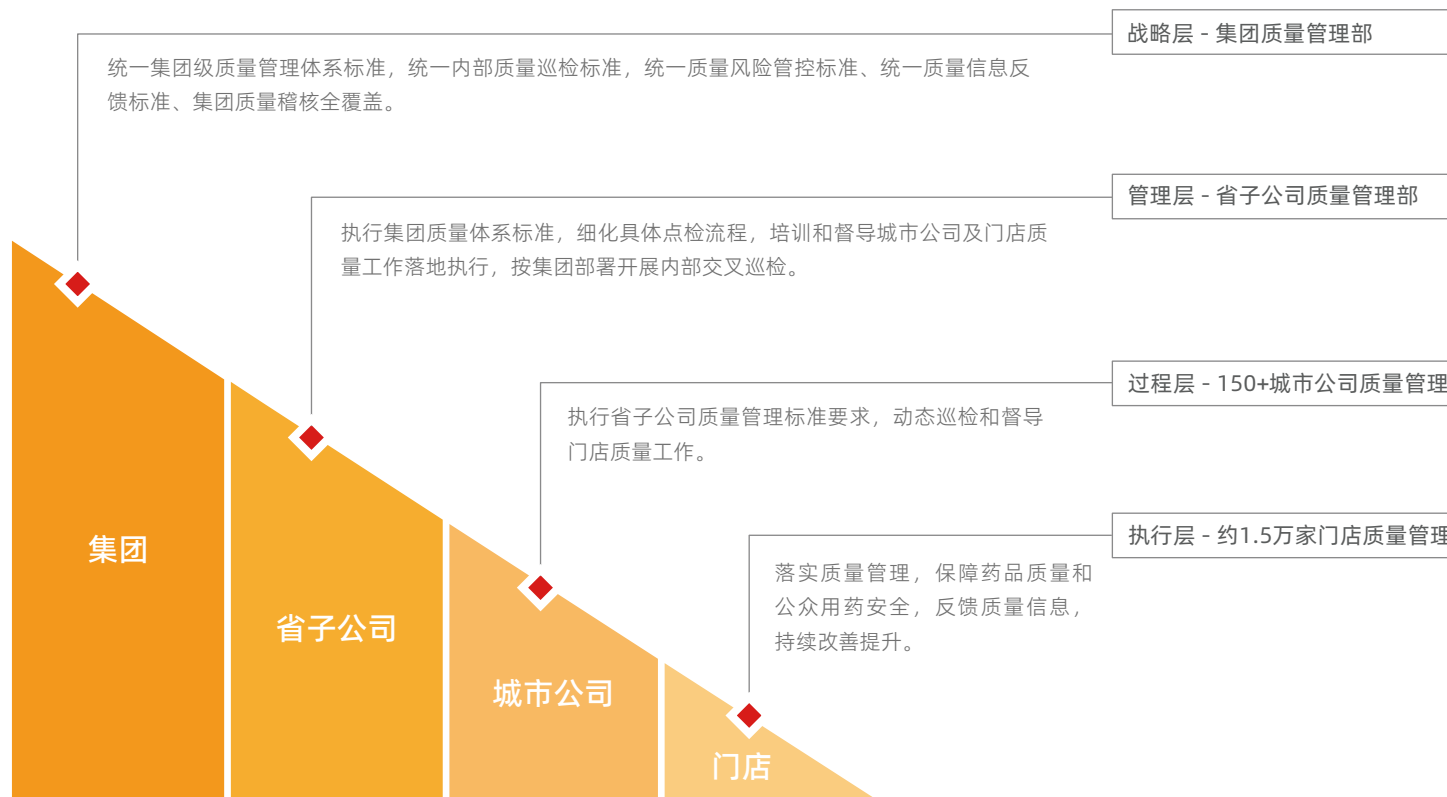 战略层 - 集团质量管理部
统一集团级质量管理体系标准，统一内部质量巡检标准，统一质量风险管控标准、统一质量信息反
馈标准、集团质量稽核全覆盖。
管理层 - 省子公司质量管理部
执行集团质量体系标准，细化具体点检流程，培训和督导城市公司及门店质
量工作落地执行，按集团部署开展内部交叉巡检。
过程层 - 150+城市公司质量管理
执行省子公司质量管理标准要求，动态巡检和督导
门店质量工作。
执行层 - 约1.5万家门店质量管理
落实质量管理，保障药品质量和
公众用药安全，反馈质量信息，
持续改善提升。
集团
省子公司
城市公司
门店